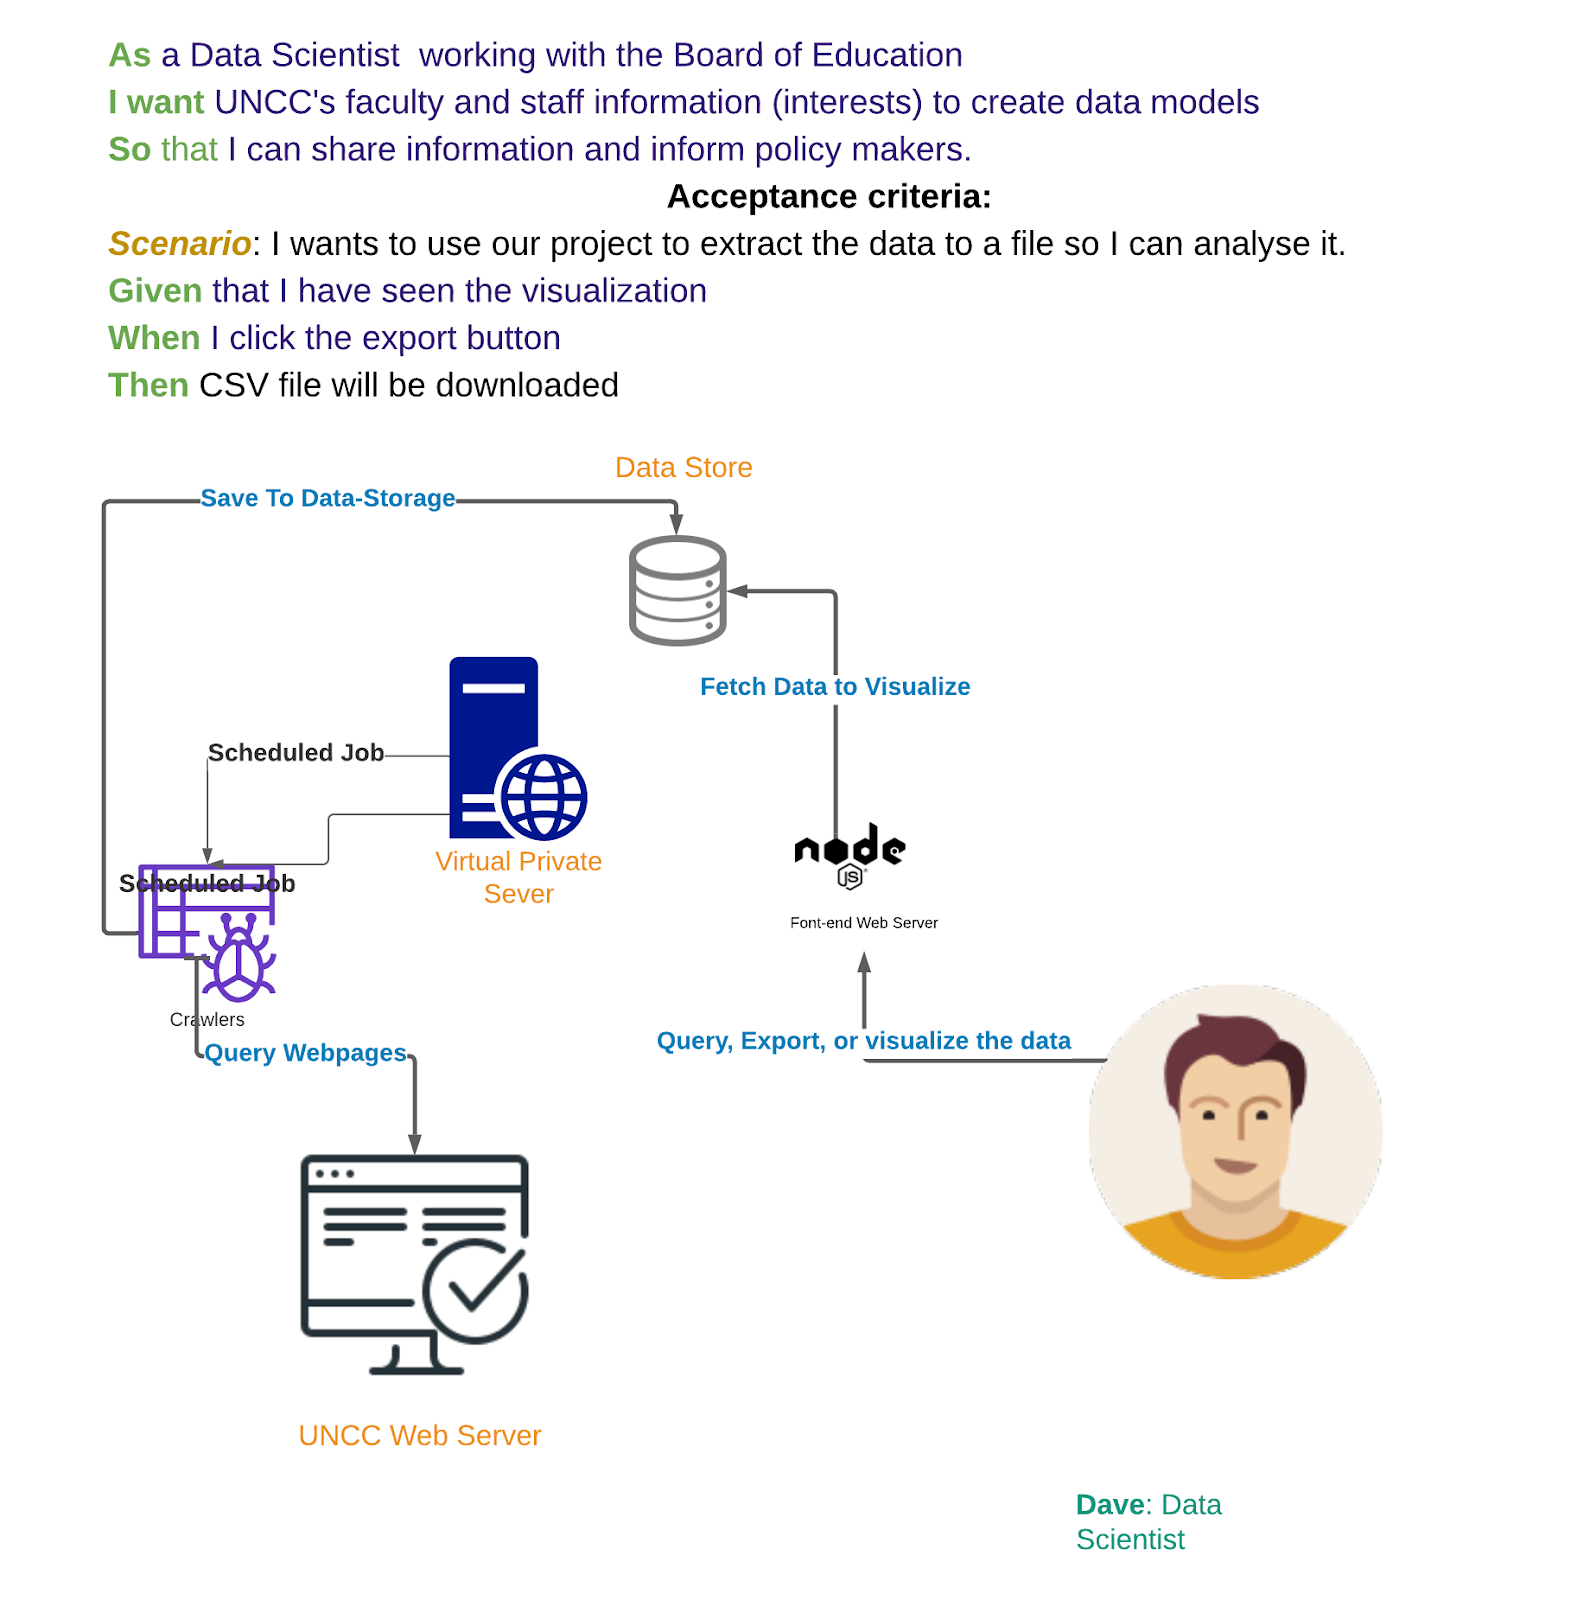 As a Data Scientist  working with the Board of Education
I want UNCC's faculty and staff information (interests) to create data models
So that I can share information and inform policy makers.
Acceptance criteria:
Scenario: I wants to use our project to extract the data to a file so I can analyse it.
Given that I have seen the visualization
When I click the export button
Then CSV file will be downloaded
Data Store
Save To Data-Storage
Fetch Data to Visualize
Scheduled Job
Virtual Private
Sever
Scheduled Job
node
JS
Font-end Web Server
Crawlers
Query Webpages
Query, Export, or visualize the data
UNCC Web Server
Dave: Data
Scientist